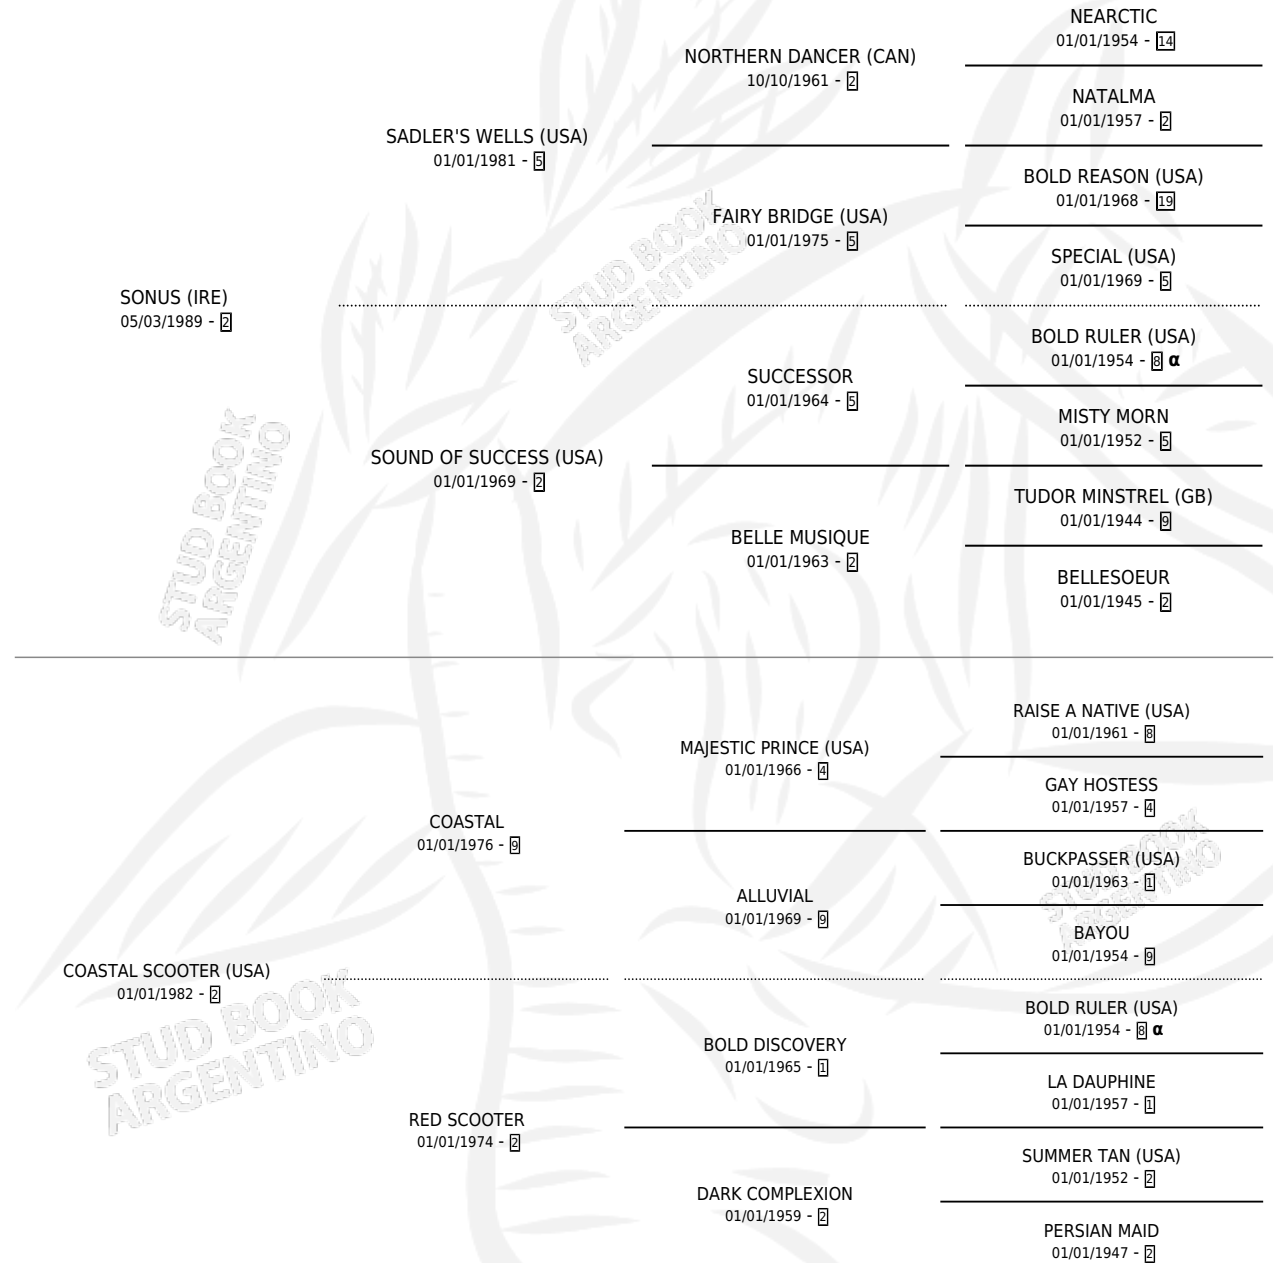 NEARCTIC
01/01/1954 - 14
NORTHERN DANCER (CAN)
10/10/1961 - 2
NATALMA
01/01/1957 - 2
SADLER'S WELLS (USA)
01/01/1981 - 5
BOLD REASON (USA)
01/01/1968 - 19
FAIRY BRIDGE (USA)
01/01/1975 - 5
SPECIAL (USA)
01/01/1969 - 5
STUD BOOK
ARGENTINO
SONUS (IRE)
05/03/1989 - 2
BOLD RULER (USA)
01/01/1954 - 8 α
SUCCESSOR
01/01/1964 - 5
MISTY MORN
01/01/1952 - 5
SOUND OF SUCCESS (USA)
01/01/1969 - 2
TUDOR MINSTREL (GB)
01/01/1944 - 9
BELLE MUSIQUE
01/01/1963 - 2
BELLESOEUR
01/01/1945 - 2
STUD BOOK
ARGENTINO
RAISE A NATIVE (USA)
01/01/1961 - 8
MAJESTIC PRINCE (USA)
01/01/1966 - 4
GAY HOSTESS
01/01/1957 - 4
COASTAL
01/01/1976 - 9
BUCKPASSER (USA)
01/01/1963 - 1
ALLUVIAL
01/01/1969 - 9
BAYOU
01/01/1954 - 9
STUD BOOK
ARGENTINO
COASTAL SCOOTER (USA)
01/01/1982 - 2
BOLD RULER (USA)
01/01/1954 - 8 α
BOLD DISCOVERY
01/01/1965 - 1
LA DAUPHINE
01/01/1957 - 1
RED SCOOTER
01/01/1974 - 2
SUMMER TAN (USA)
01/01/1952 - 2
DARK COMPLEXION
01/01/1959 - 2
PERSIAN MAID
01/01/1947 - 2
STUD BOOK
ARGENTINO